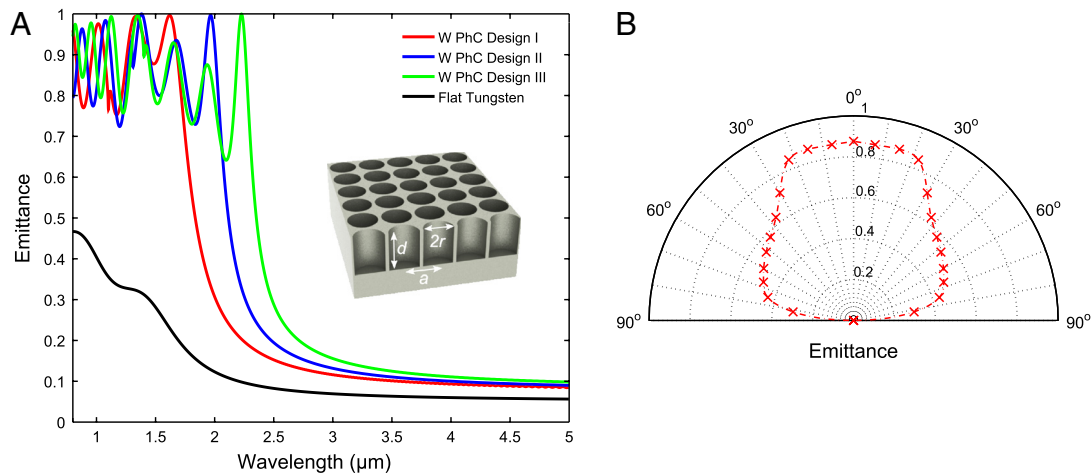 A
1
0.9
0.8
0.7
0.6
0.5
0.4
0.3
0.2
0.1
0
Emittance
1
1.5
2
2.5
3
3.5
4
4.5
5
Wavelength (µm)
W PhC Design I
W PhC Design II
W PhC Design III
Flat Tungsten
d
2r
a
B
0°
1
30°
30°
0.8
0.6
60°
60°
0.4
0.2
90°
90°
Emittance